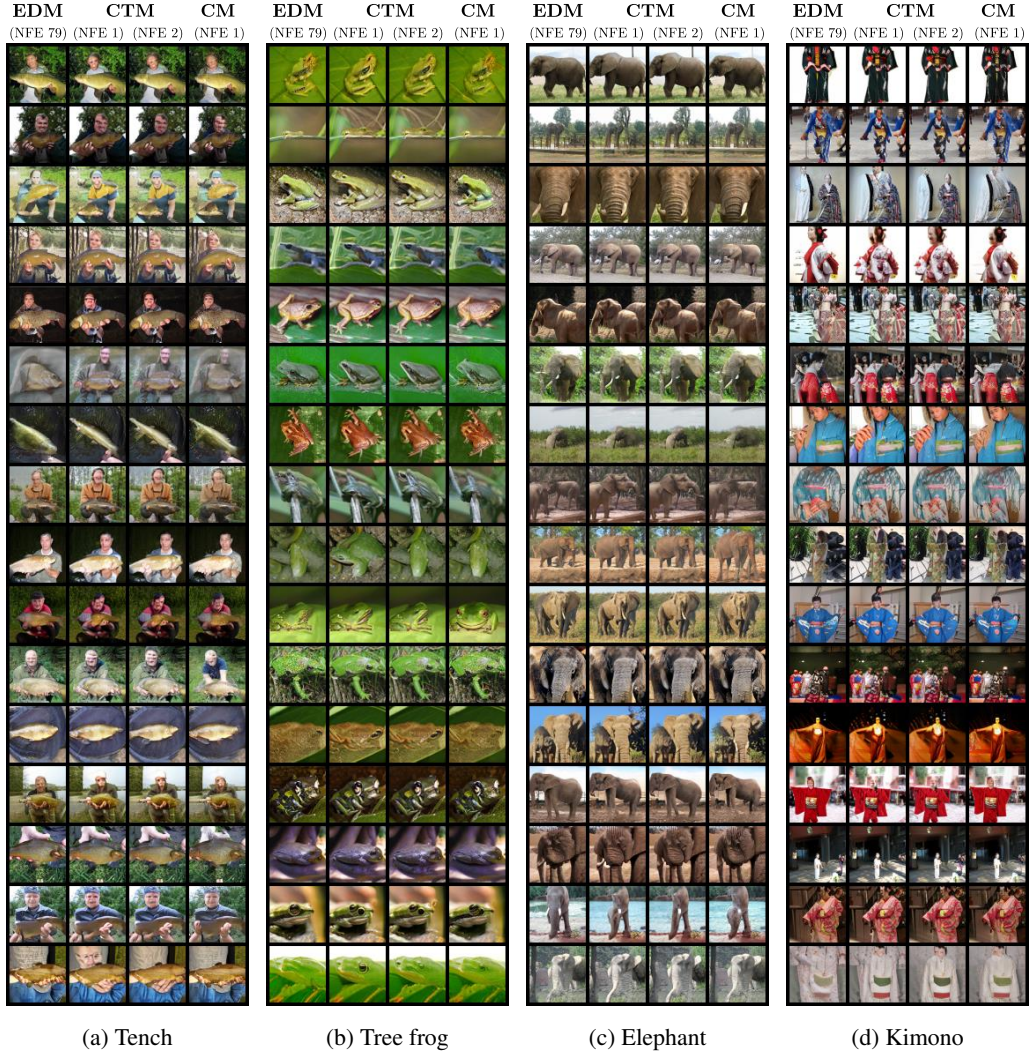 EDM CTM CM EDM CTM CM EDM CTM CM EDM CTM CM
(NFE 79) (NFE 1) (NFE 2) (NFE 1) (NFE 79) (NFE 1) (NFE 2) (NFE 1) (NFE 79) (NFE 1) (NFE 2) (NFE 1) (NFE 79) (NFE 1) (NFE 2) (NFE 1)
(a) Tench (b) Tree frog (c) Elephant (d) Kimono